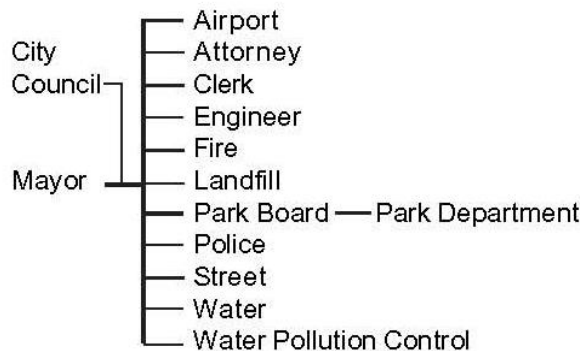 City
Council
Mayor
Airport
Attorney
Clerk
Engineer
Fire
Landfill
Park Board — Park Department
Police
Street
Water
Water Pollution Control